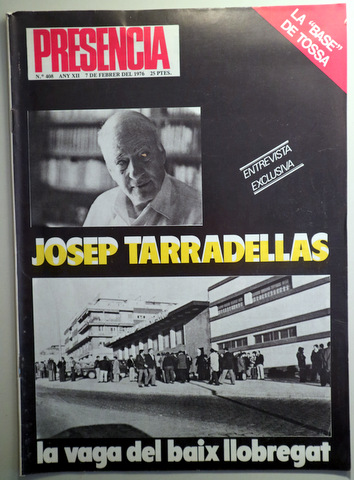 PRESENCIA
N.º 408 ANY XII 7 DE FEBRER DEL 1976 25 PTES.
LA "BASE"
DE TOSSA
ENTREVISTA
EXCLUSIVA...
JOSEP TARRADELLAS
la vaga del baix llobregat